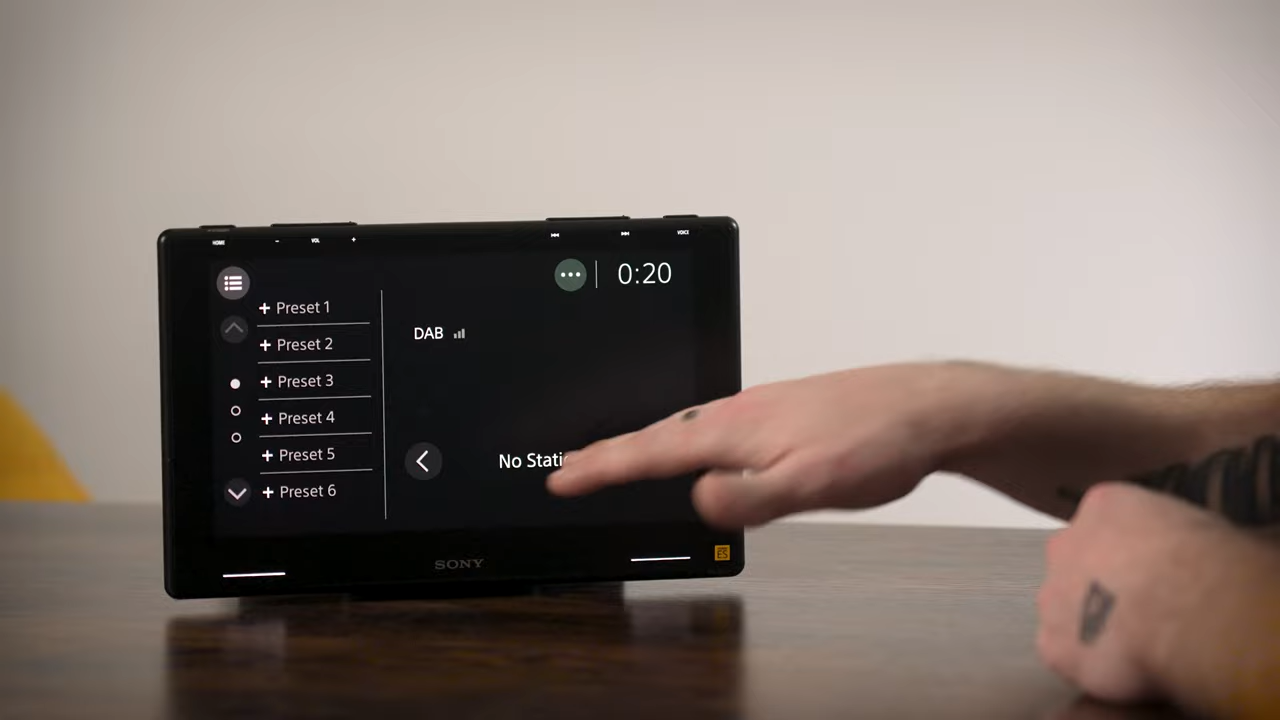 HOME - VOL + VOICE
0:20
+ Preset 1
+ Preset 2
+ Preset 3
+ Preset 4
+ Preset 5
+ Preset 6
DAB
No Stati
SONY
ES